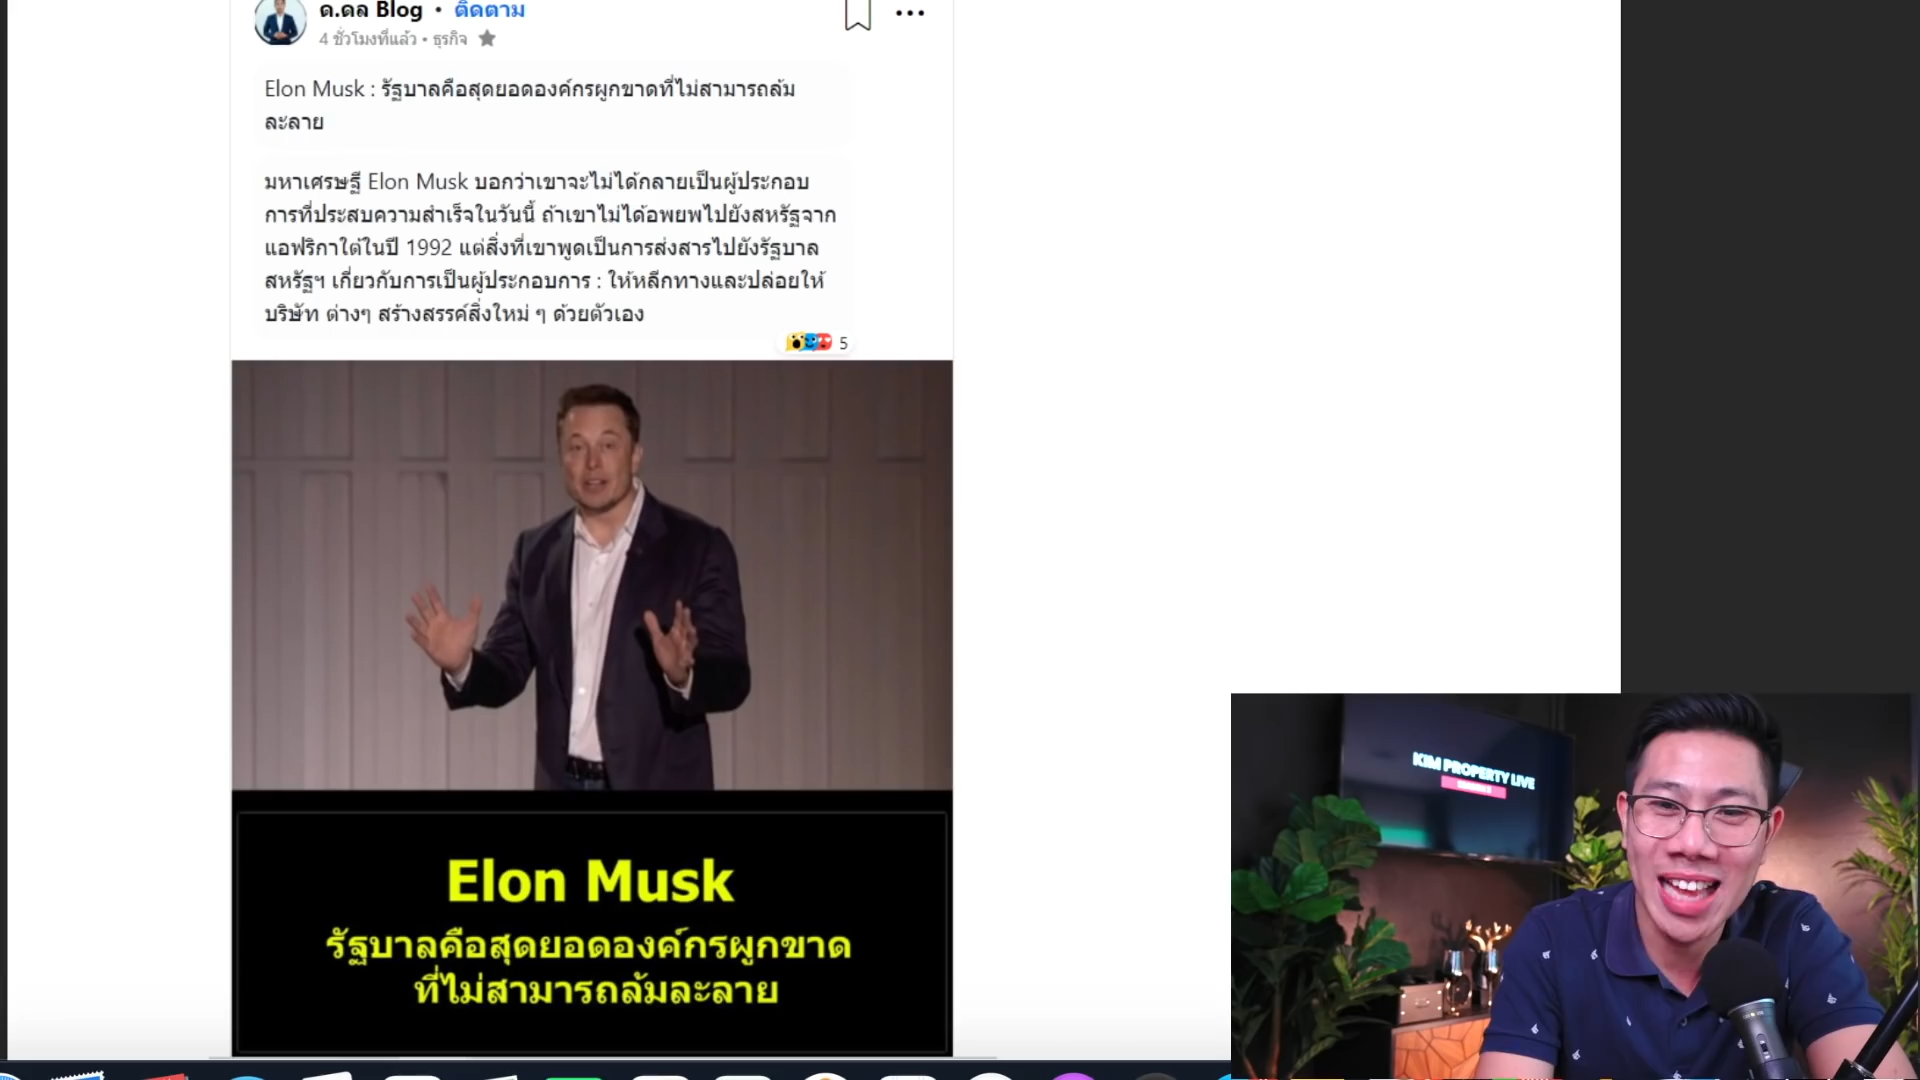 ด.ดล Blog • ติดตาม
4 ชั่วโมงที่แล้ว • ธุรกิจ
Elon Musk : รัฐบาลคือสุดยอดองค์กรผูกขาดที่ไม่สามารถล้ม
ละลาย
มหาเศรษฐี Elon Musk บอกว่าเขาจะไม่ได้กลายเป็นผู้ประกอบ
การที่ประสบความสำเร็จในวันนี้ ถ้าเขาไม่ได้อพยพไปยังสหรัฐจาก
แอฟริกาใต้ในปี 1992 แต่สิ่งที่เขาพูดเป็นการส่งสารไปยังรัฐบาล
สหรัฐฯ เกี่ยวกับการเป็นผู้ประกอบการ : ให้หลีกทางและปล่อยให้
บริษัท ต่างๆ สร้างสรรค์สิ่งใหม่ ๆ ด้วยตัวเอง
5
Elon Musk
รัฐบาลคือสุดยอดองค์กรผูกขาด
ที่ไม่สามารถล้มละลาย
KIM PROPERTY LIVE